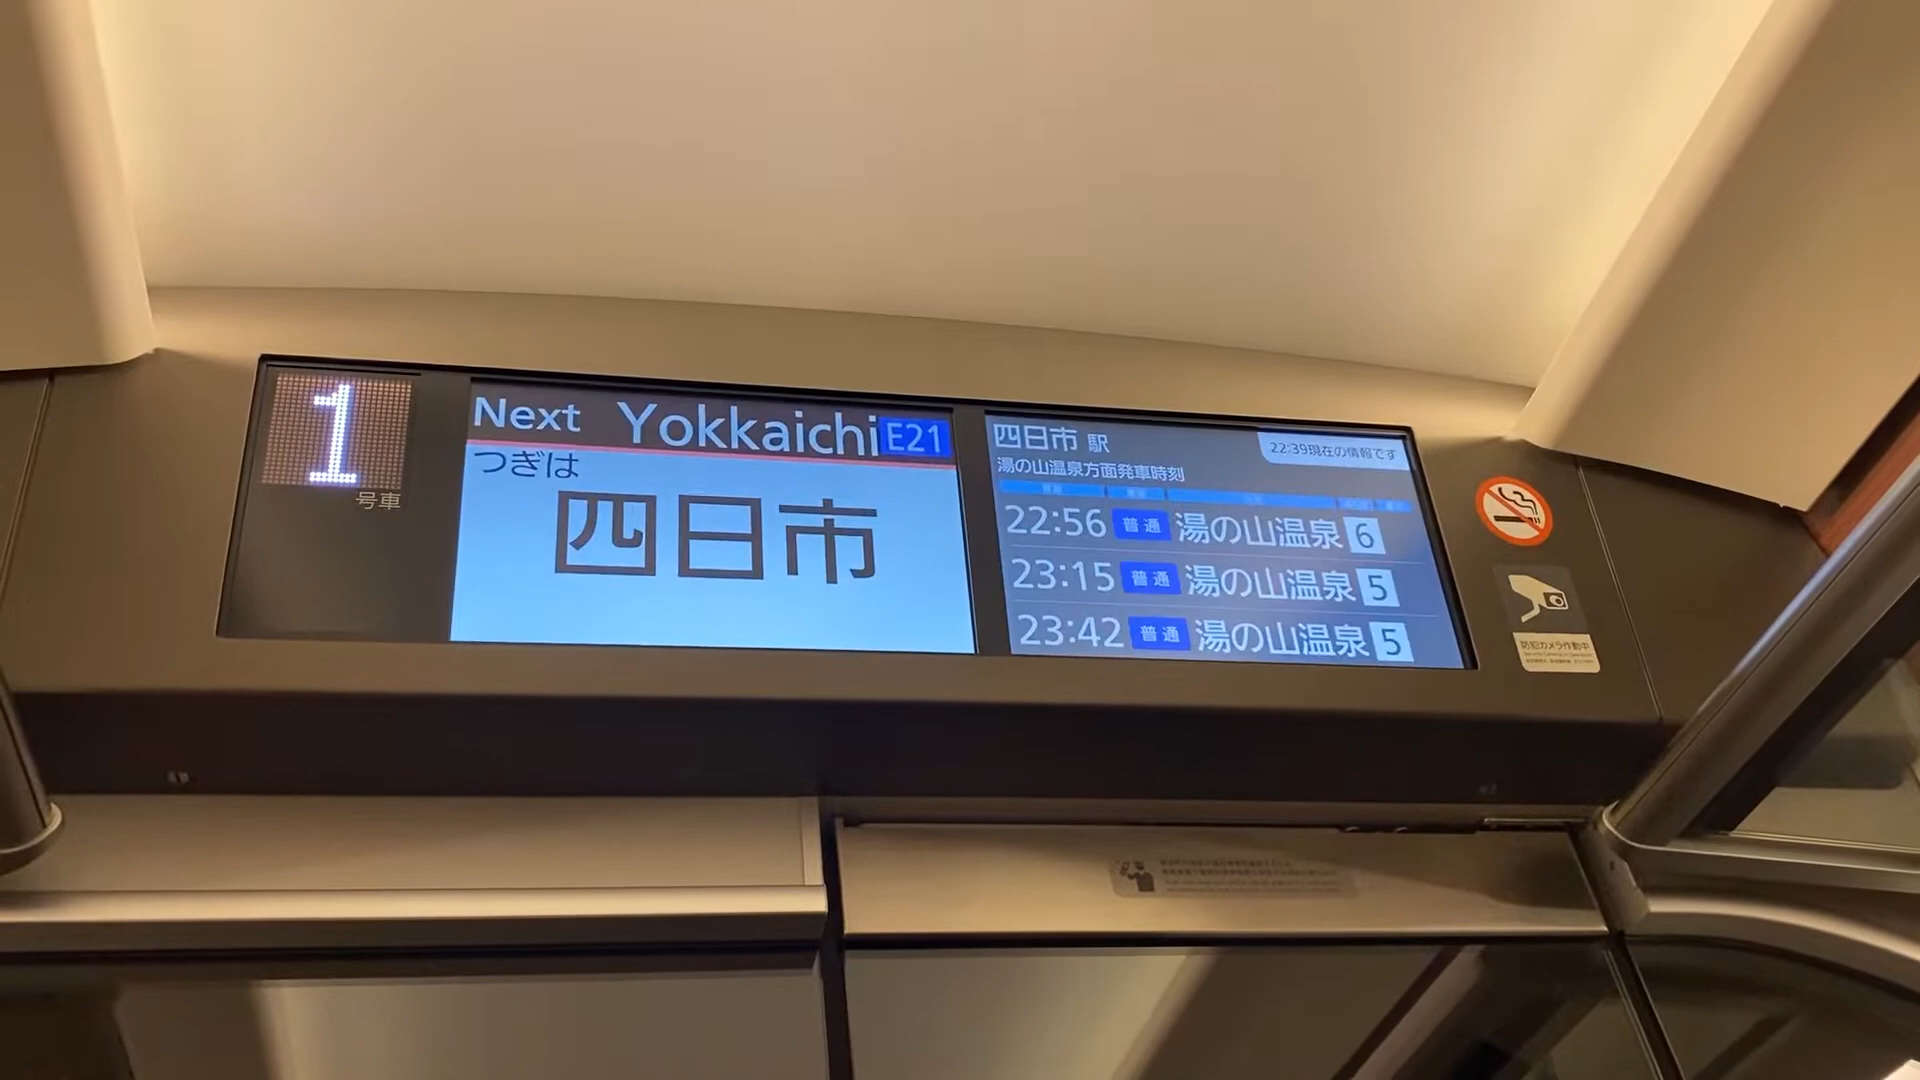 1
号車
Next Yokkaichi E21
つぎは
四日市
四日市 駅
22:39現在の情報です
湯の山温泉方面発車時刻
22:56 普通 湯の山温泉 6
23:15 普通 湯の山温泉 5
23:42 普通 湯の山温泉 5
防犯カメラ作動中